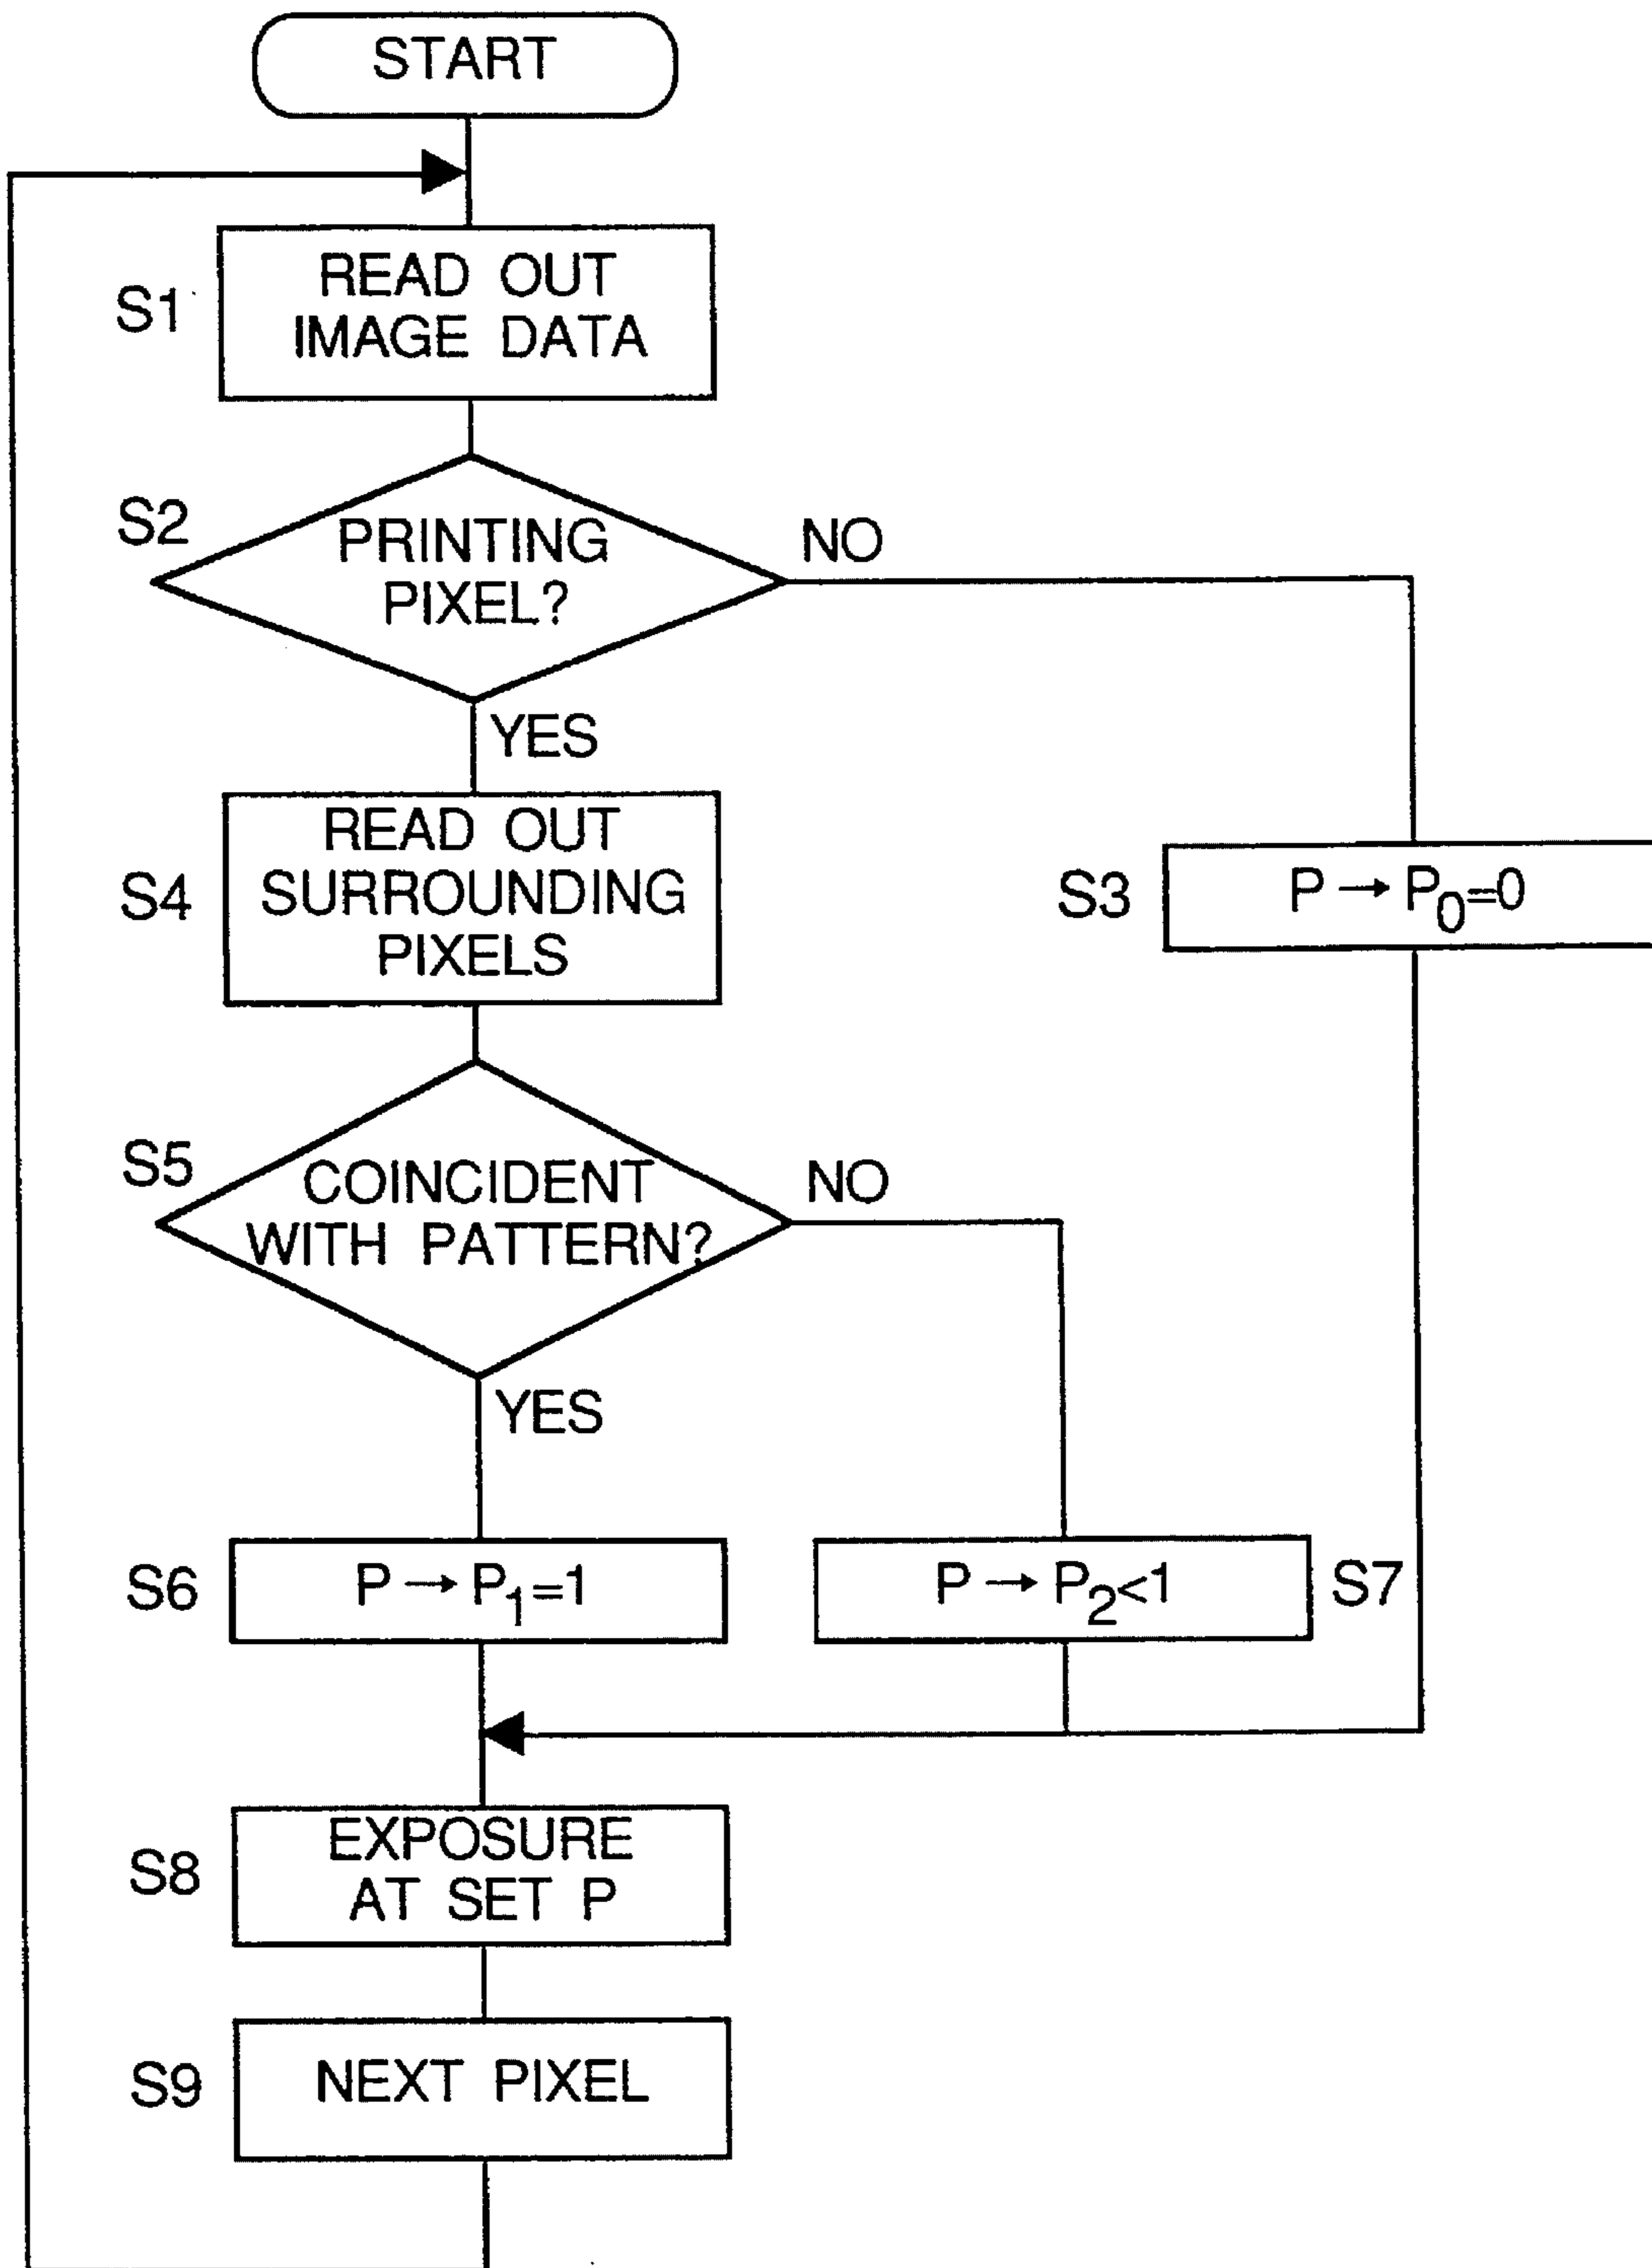 START
S1
READ OUT
IMAGE DATA
S2
PRINTING
PIXEL?
NO
YES
S4
READ OUT
SURROUNDING
PIXELS
S3
P → P₀=0
S5
COINCIDENT
WITH PATTERN?
NO
YES
S6
P → P₁=1
P → P₂<1
S7
S8
EXPOSURE
AT SET P
S9
NEXT PIXEL